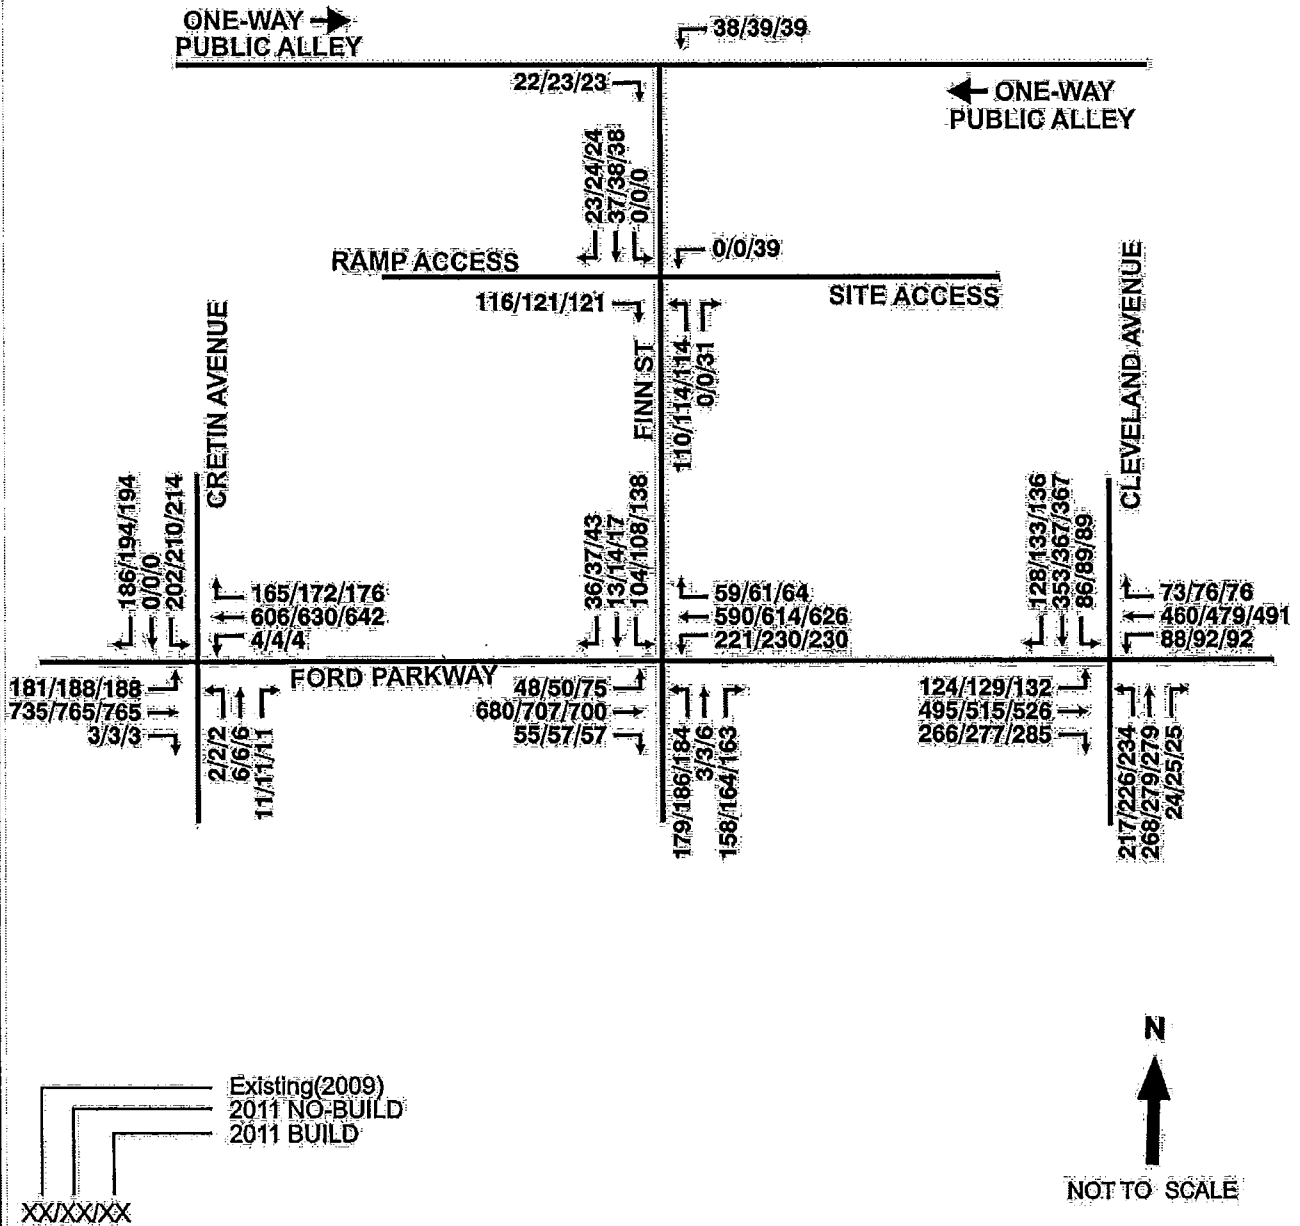 ONE-WAY
PUBLIC ALLEY
38/39/39
22/23/23
ONE-WAY
PUBLIC ALLEY
23/24/24
37/38/38
0/0/0
RAMP ACCESS
0/0/39
SITE ACCESS
116/121/121
110/114/114
0/0/31
FINN ST
CRETIN AVENUE
CLEVELAND AVENUE
186/194/194
0/0/0
202/210/214
165/172/176
606/630/642
4/4/4
36/37/43
13/14/17
104/108/138
59/61/64
590/614/626
221/230/230
128/133/136
353/367/367
86/89/89
73/76/76
460/479/491
88/92/92
FORD PARKWAY
181/188/188
735/765/765
3/3/3
2/2/2
6/6/6
11/11/11
48/50/75
680/707/700
55/57/57
179/186/184
3/3/6
158/164/163
124/129/132
495/515/526
266/277/285
217/226/234
268/279/279
24/25/25
N
NOT TO SCALE
Existing(2009)
2011 NO-BUILD
2011 BUILD
XX/XX/XX